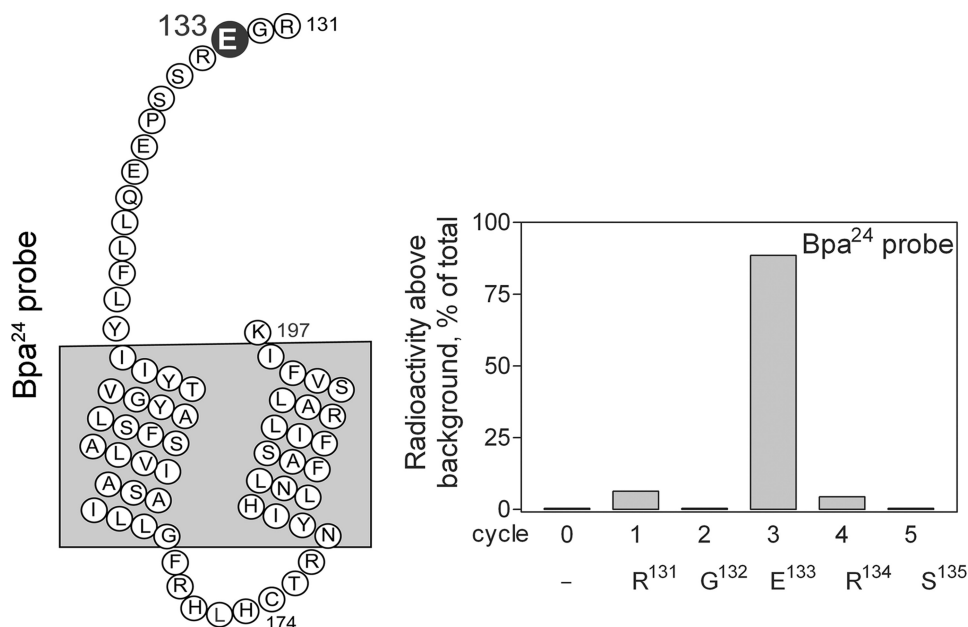 133 E G R 131
R
S
S
P
E
E
Q
L
L
F
L
Y
K 197
I I Y T
V G Y A
L S F S
A L V I
A S A
I L L G
I F V S
L A R
L I F
S A F
L N L
H I Y N
F R H L H C T R
174
Bpa24 probe
Bpa24 probe
Radioactivity above
background, % of total
100
75
50
25
0
cycle 0 1 2 3 4 5
– R131 G132 E133 R134 S135